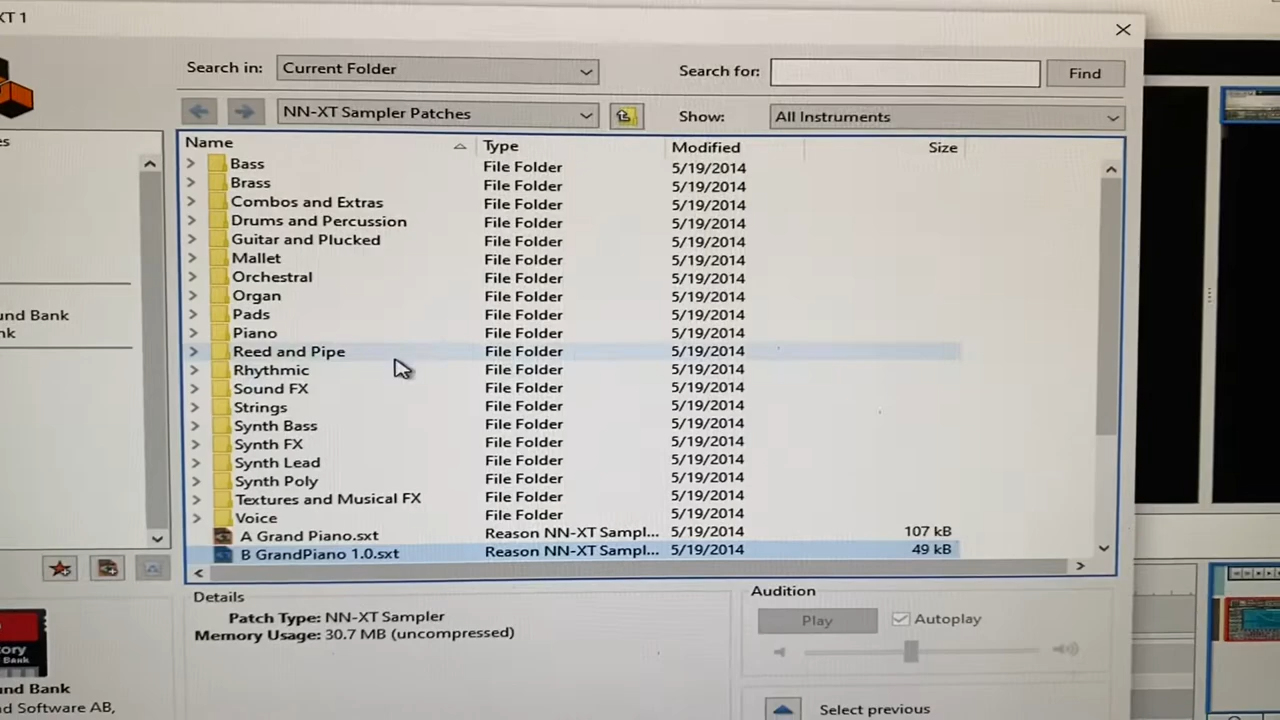 XT 1
Search in: Current Folder Search for: Find
NN-XT Sampler Patches Show: All Instruments
Name Type Modified Size
Bass File Folder 5/19/2014
Brass File Folder 5/19/2014
Combos and Extras File Folder 5/19/2014
Drums and Percussion File Folder 5/19/2014
Guitar and Plucked File Folder 5/19/2014
Mallet File Folder 5/19/2014
Orchestral File Folder 5/19/2014
Organ File Folder 5/19/2014
Pads File Folder 5/19/2014
Piano File Folder 5/19/2014
Reed and Pipe File Folder 5/19/2014
Rhythmic File Folder 5/19/2014
Sound FX File Folder 5/19/2014
Strings File Folder 5/19/2014
Synth Bass File Folder 5/19/2014
Synth FX File Folder 5/19/2014
Synth Lead File Folder 5/19/2014
Synth Poly File Folder 5/19/2014
Textures and Musical FX File Folder 5/19/2014
Voice File Folder 5/19/2014
A Grand Piano.sxt Reason NN-XT Sampl... 5/19/2014 107 kB
B GrandPiano 1.0.sxt Reason NN-XT Sampl... 5/19/2014 49 kB
und Bank
nk
Details
Patch Type: NN-XT Sampler
Memory Usage: 30.7 MB (uncompressed)
Audition
Play Autoplay
Select previous
ory
Bank
und Bank
d Software AB,